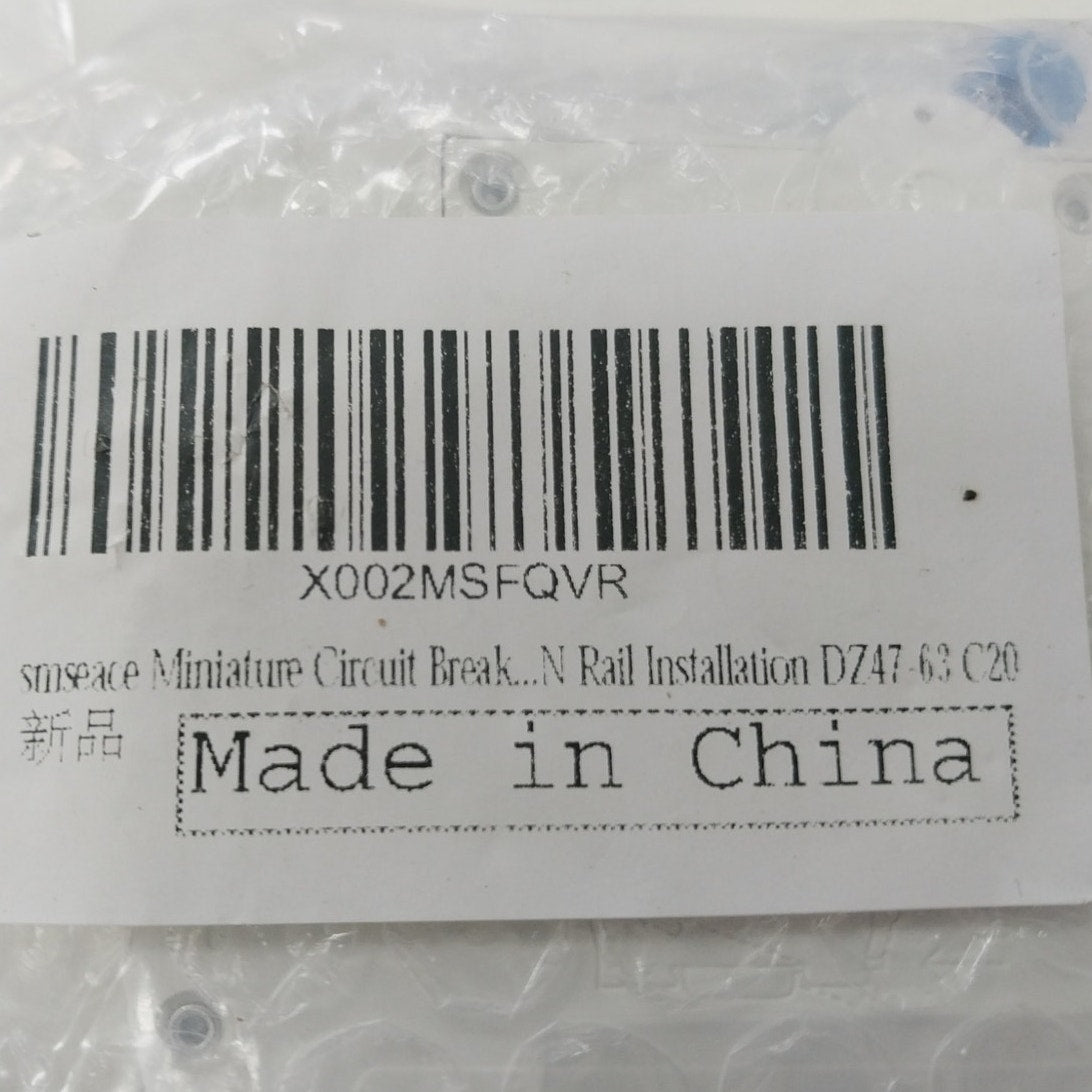 X002MSFQVR
smseace Miniature Circuit Break...N Rail Installation DZ47-63 C20
新品
Made in China